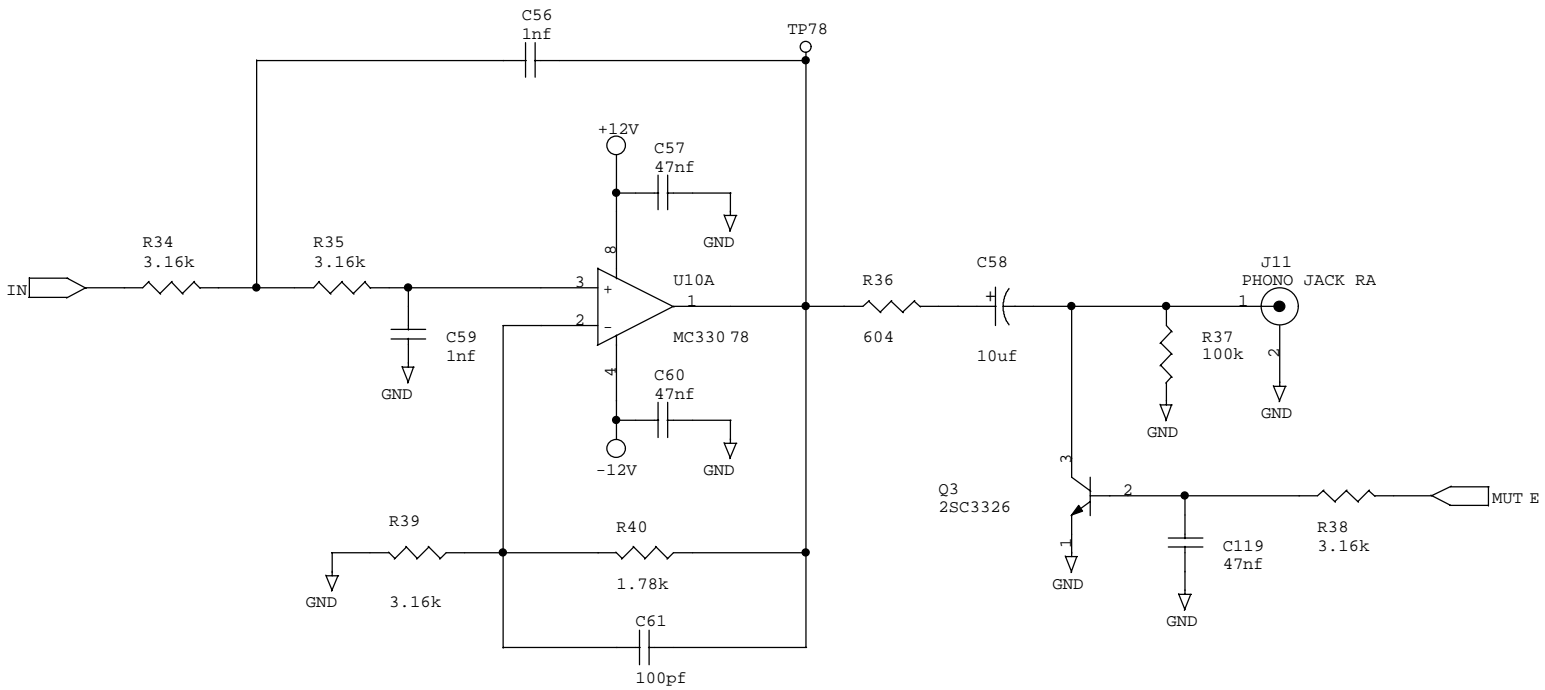 C56
1nf
TP78
+12V
C57
47nf
GND
8
R34
3.16k
R35
3.16k
IN
3
+
U10A
1
2
-
MC330 78
C59
1nf
GND
4
C60
47nf
-12V
GND
R36
604
C58
+
10uf
J11
PHONO JACK RA
1
2
R37
100k
GND
GND
3
Q3
2SC3326
2
1
GND
MUT E
R38
3.16k
C119
47nf
GND
R39
3.16k
GND
R40
1.78k
C61
100pf